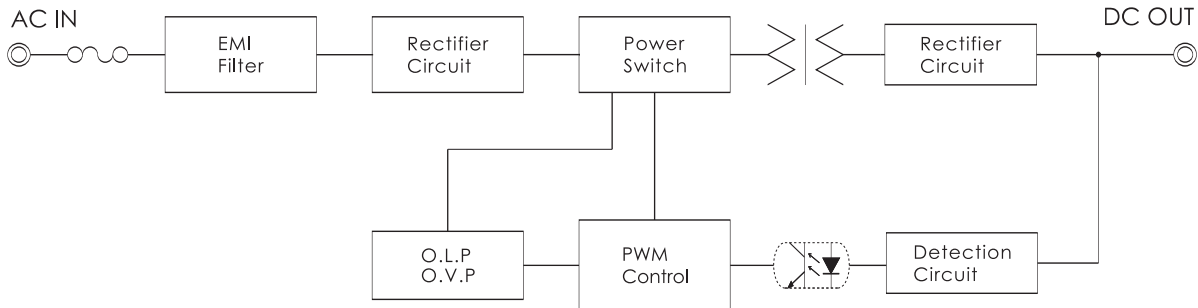 AC IN
DC OUT
EMI
Filter
Rectifier
Circuit
Power
Switch
Rectifier
Circuit
O.L.P
O.V.P
PWM
Control
Detection
Circuit